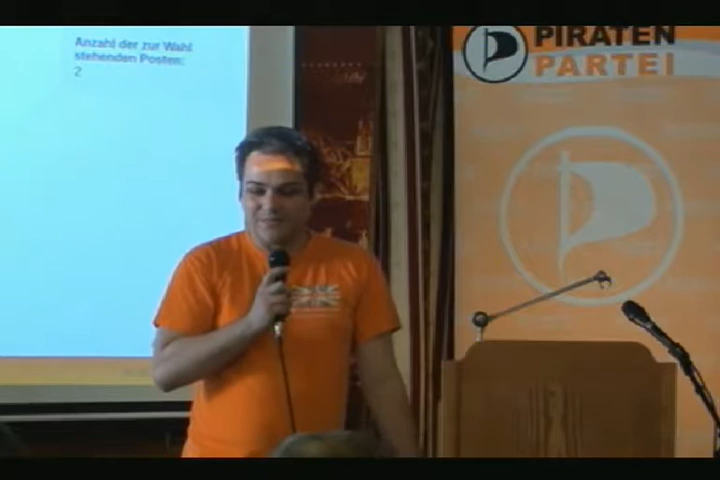 Anzahl der zur Wahl
stehenden Posten:
2
PIRATEN
PARTEI